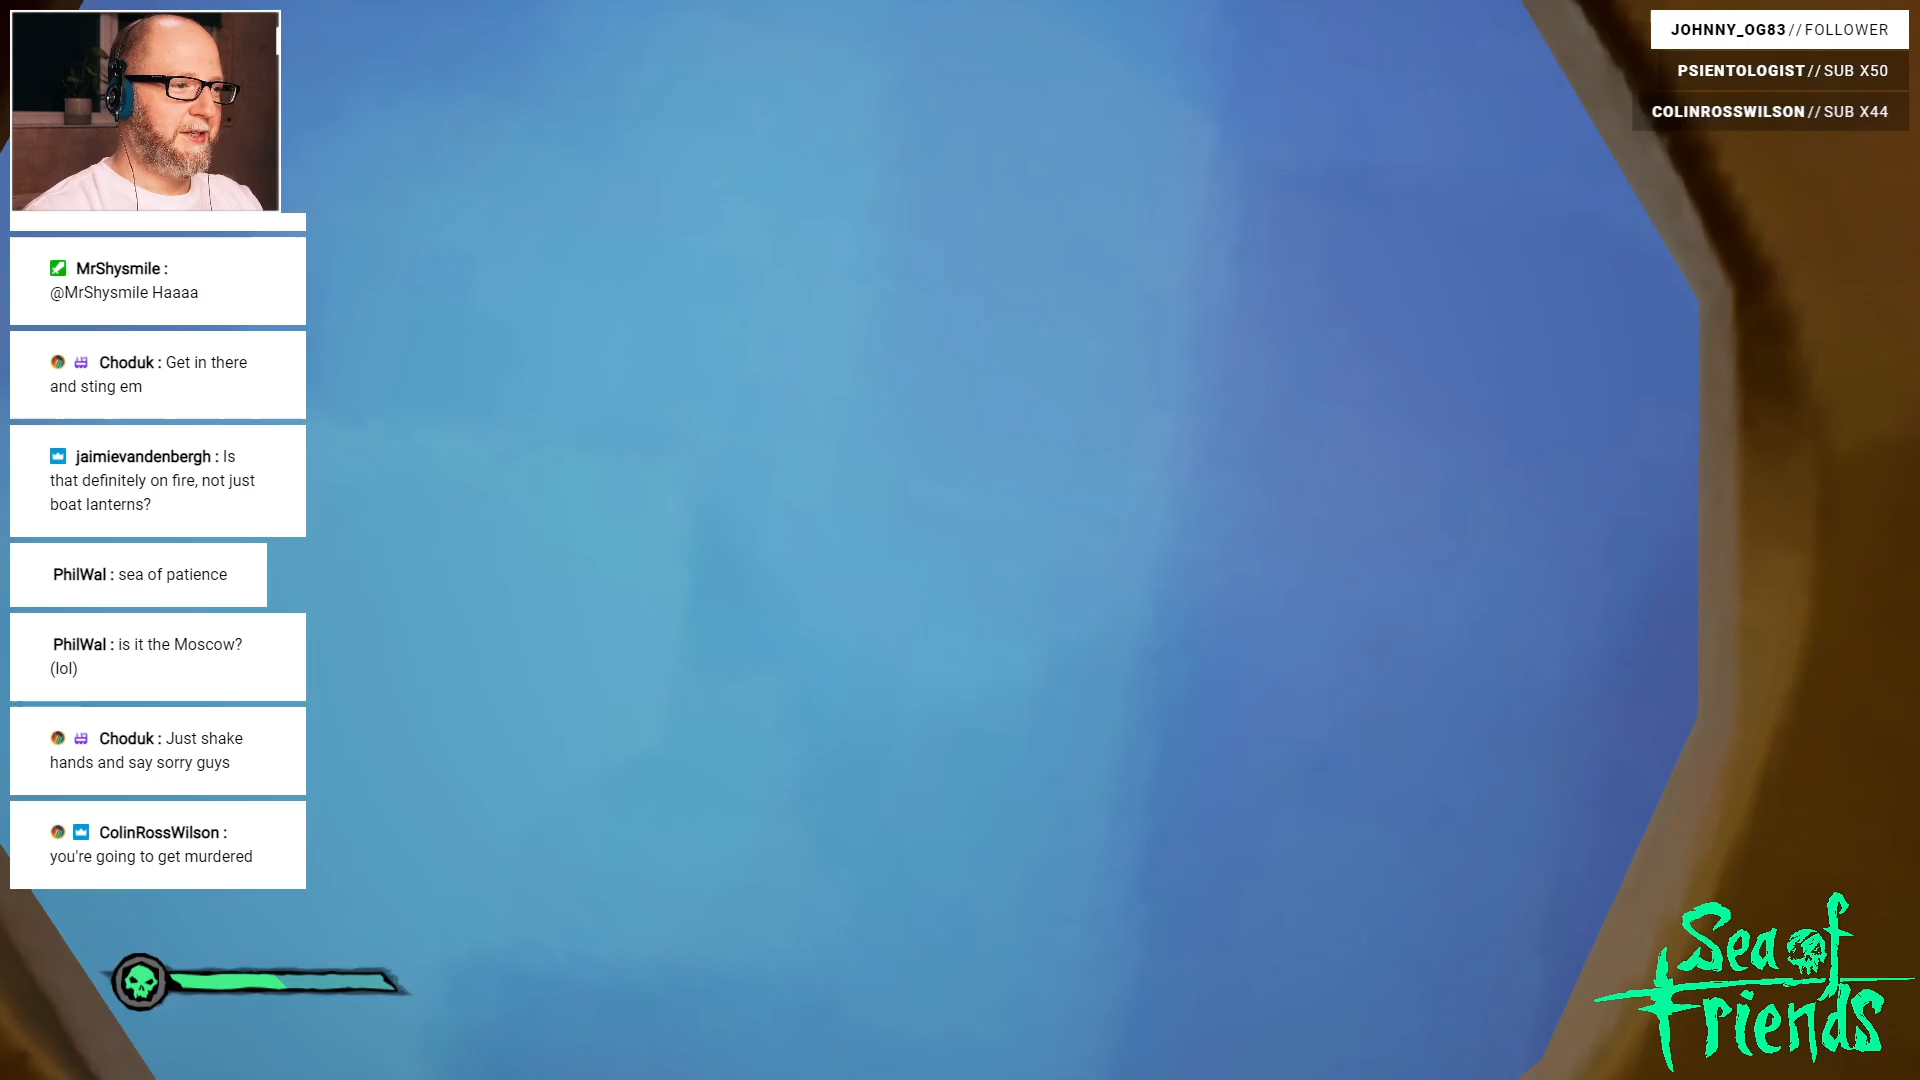 JOHNNY_OG83//FOLLOWER
PSIENTOLOGIST//SUB X50
COLINROSSWILSON//SUB X44
MrShysmile :
@MrShysmile Haaaa
Choduk : Get in there
and sting em
jaimievandenbergh : Is
that definitely on fire, not just
boat lanterns?
PhilWal : sea of patience
PhilWal : is it the Moscow?
(lol)
Choduk : Just shake
hands and say sorry guys
ColinRossWilson :
you're going to get murdered
Sea of
Friends